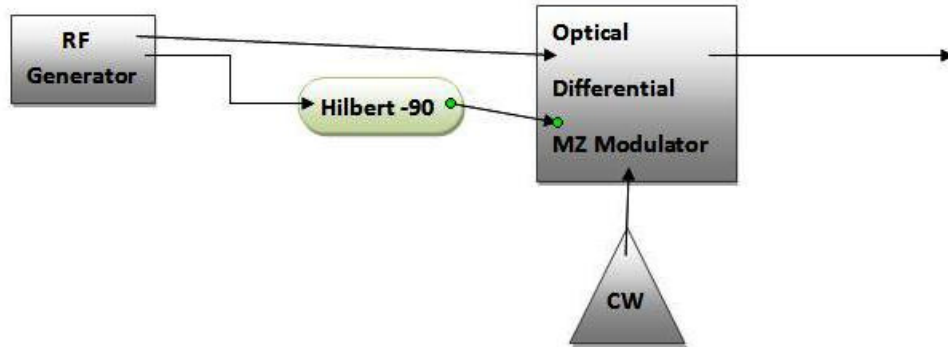 RF
Generator
Hilbert -90
Optical
Differential
MZ Modulator
CW